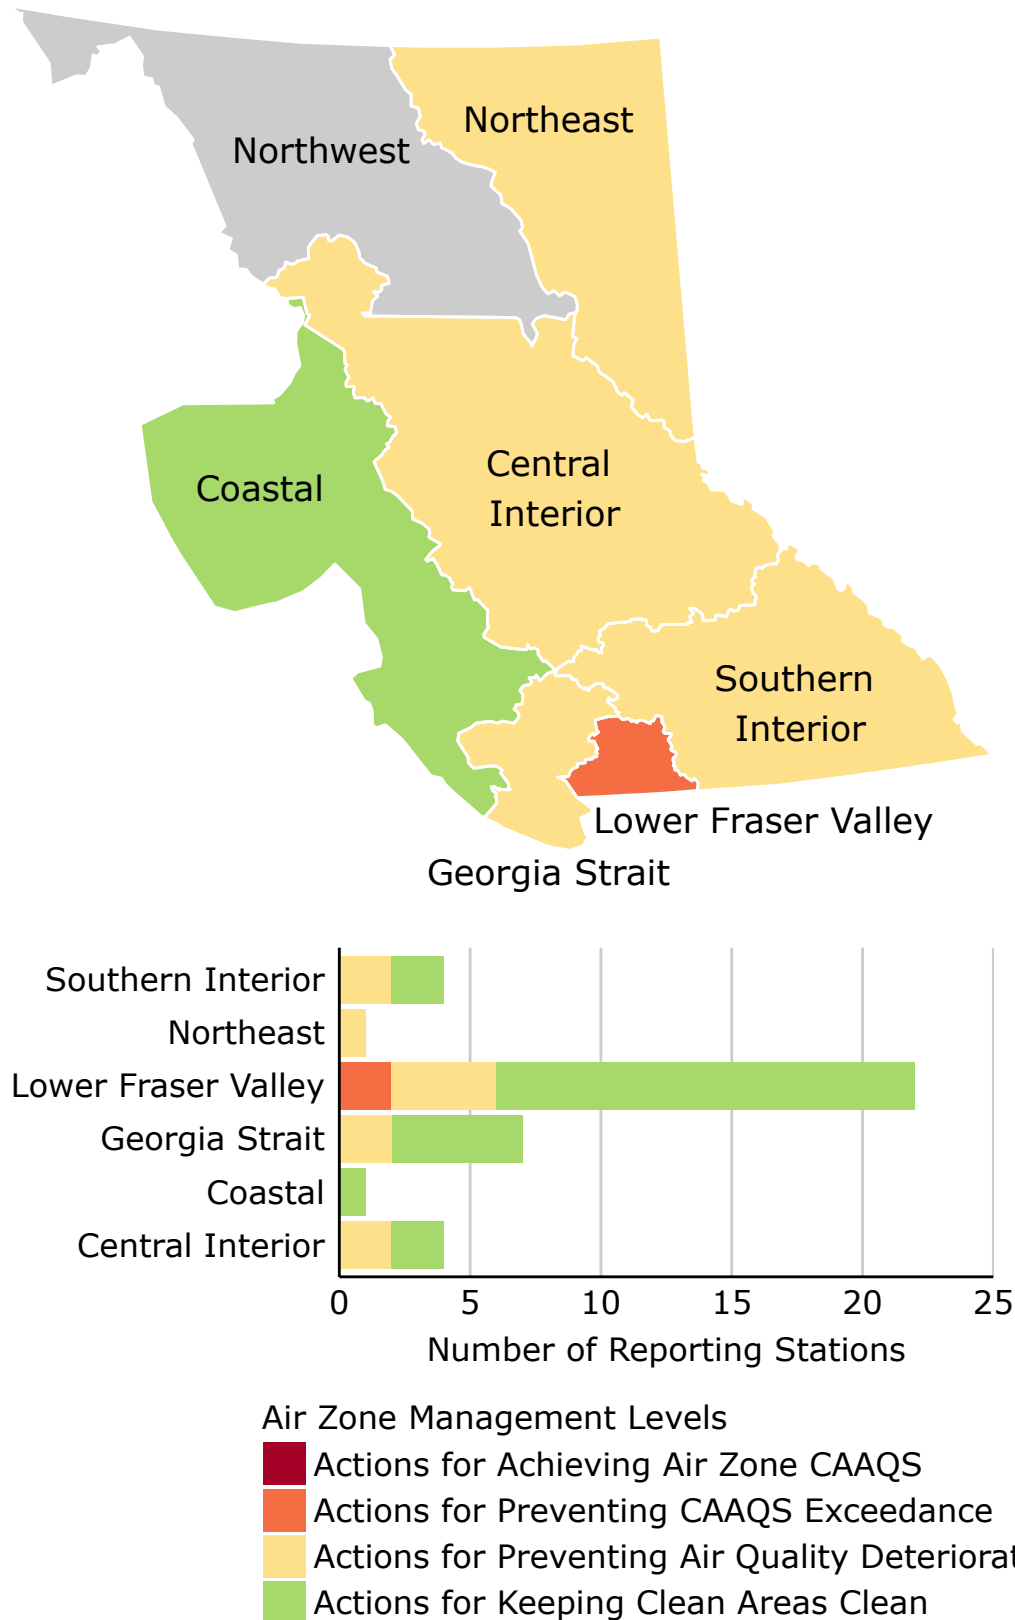 Northeast
Northwest
Central
Interior
Coastal
Southern
Interior
Lower Fraser Valley
Georgia Strait
Southern Interior
Northeast
Lower Fraser Valley
Georgia Strait
Coastal
Central Interior
0 5 10 15 20 25
Number of Reporting Stations
Air Zone Management Levels
Actions for Achieving Air Zone CAAQS
Actions for Preventing CAAQS Exceedance
Actions for Preventing Air Quality Deteriorat
Actions for Keeping Clean Areas Clean